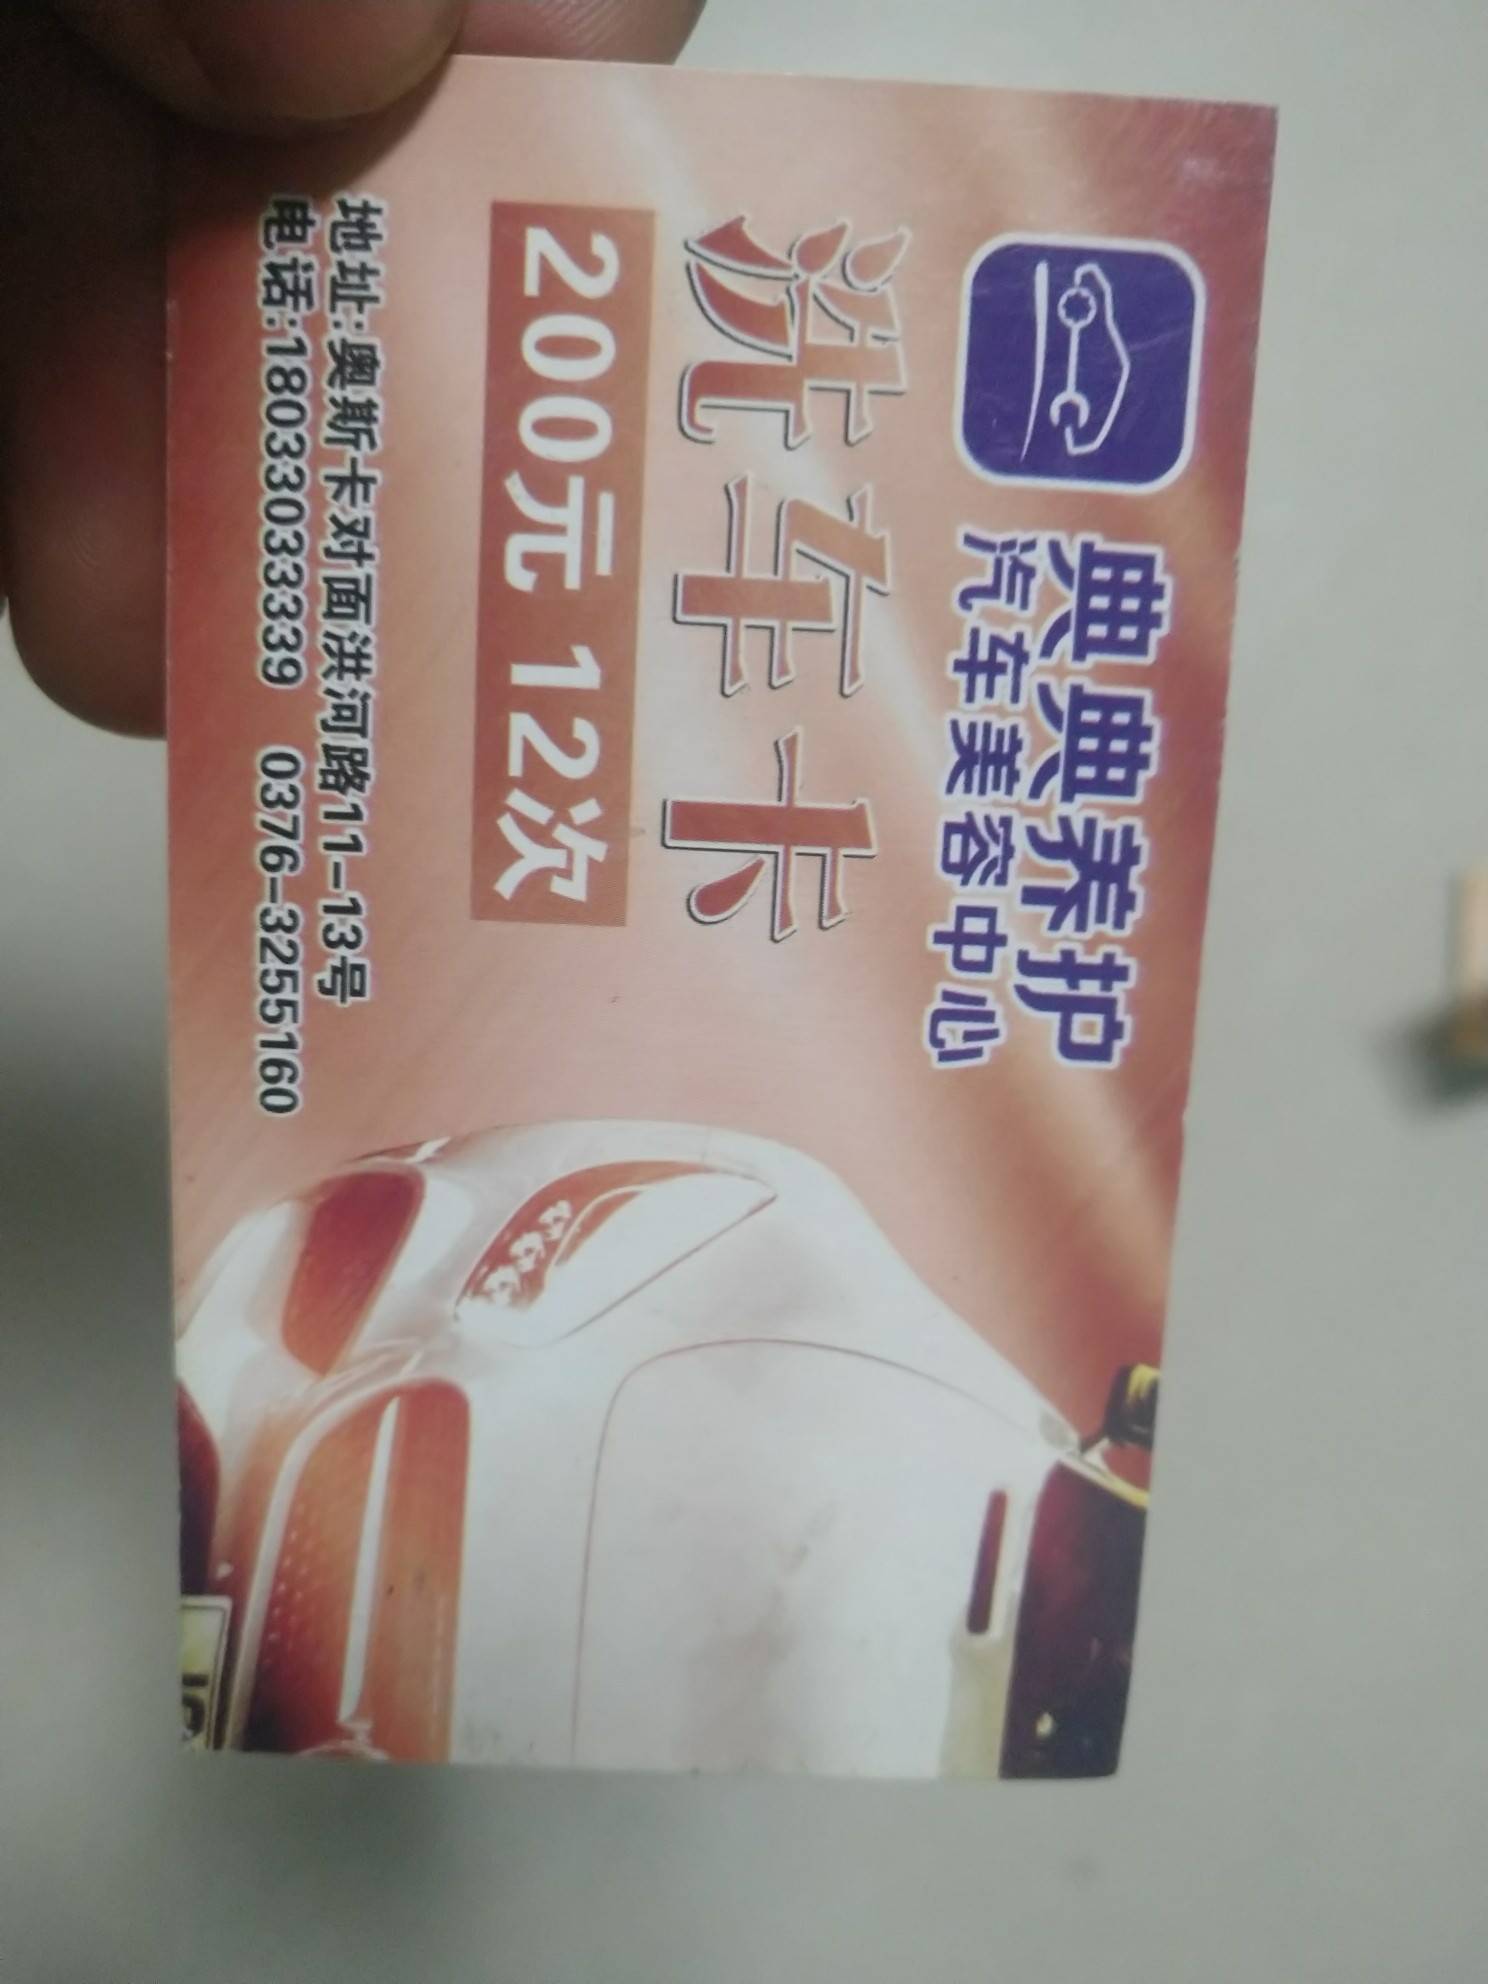 典典养护
汽车美容中心
洗车卡
200元 12次
地址:奥斯卡对面洪河路11-13号
电话:18033033339 0376-3255160